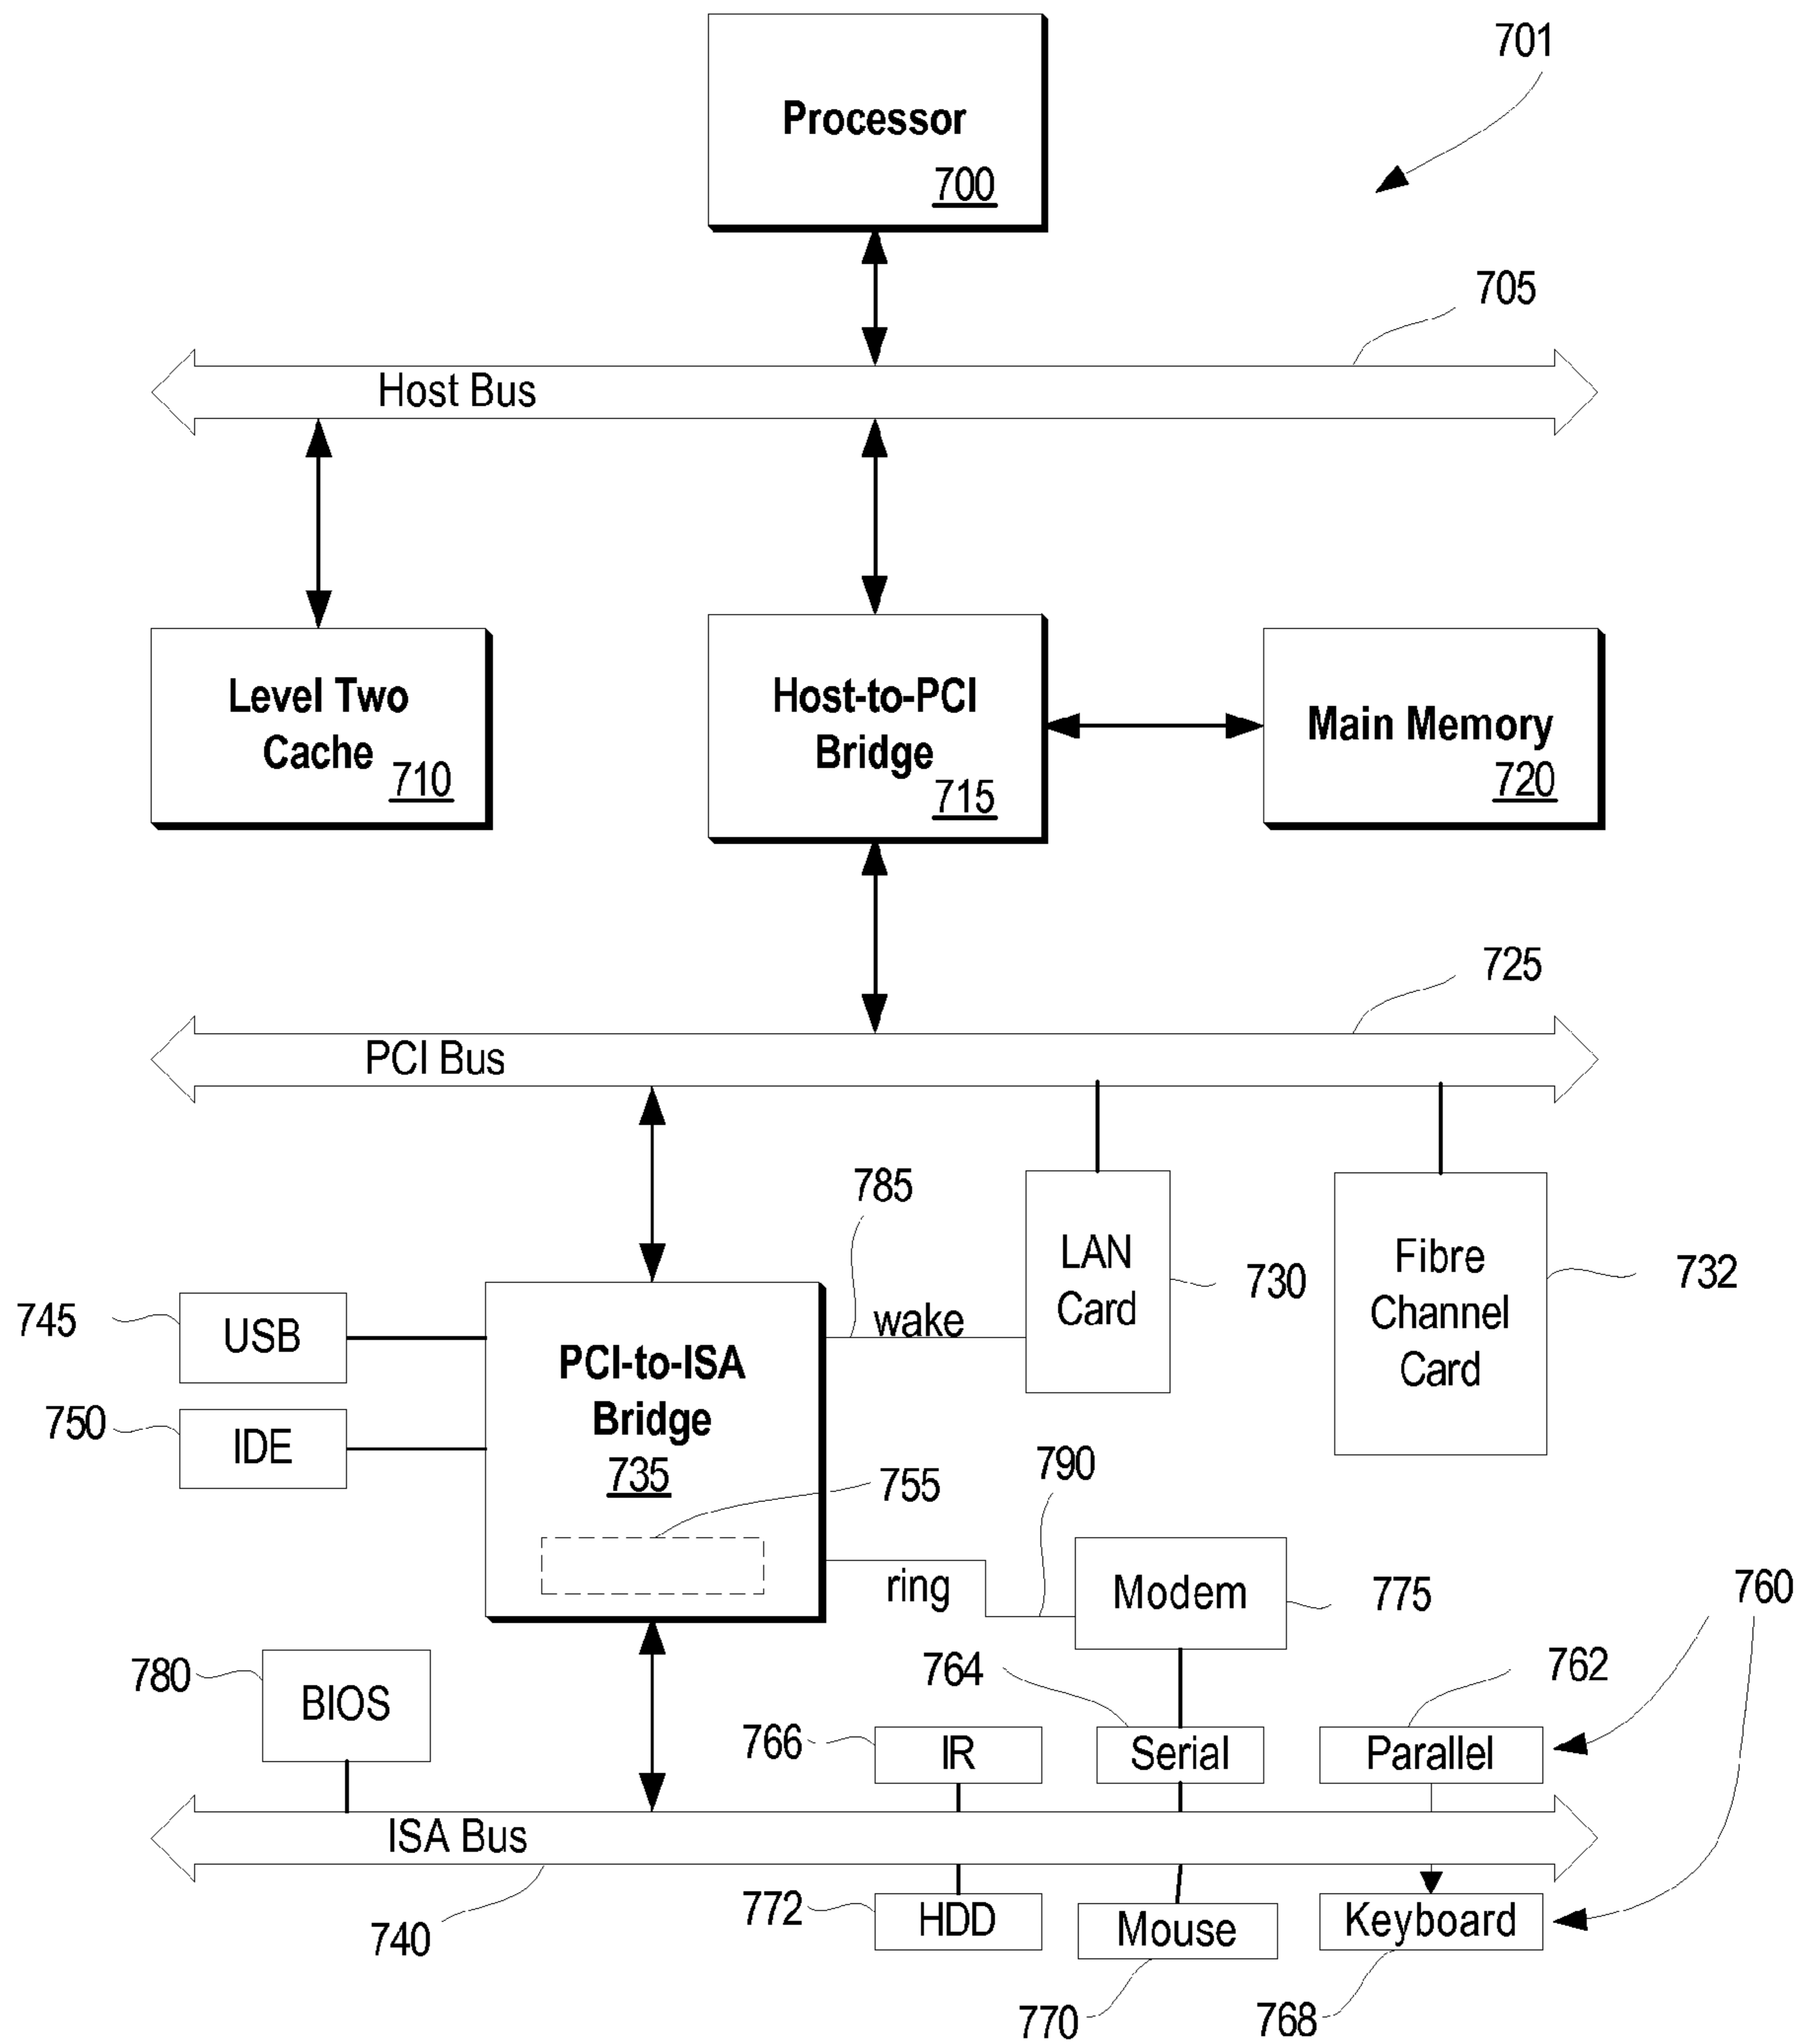 701
Processor
700
705
Host Bus
Level Two
Cache
710
Host-to-PCI
Bridge
715
Main Memory
720
725
PCI Bus
785
LAN
Card
730
Fibre
Channel
Card
732
745
USB
wake
750
IDE
PCI-to-ISA
Bridge
735
755
790
ring
Modem
775
760
780
BIOS
764
762
766
IR
Serial
Parallel
ISA Bus
740
772
HDD
Mouse
Keyboard
770
768